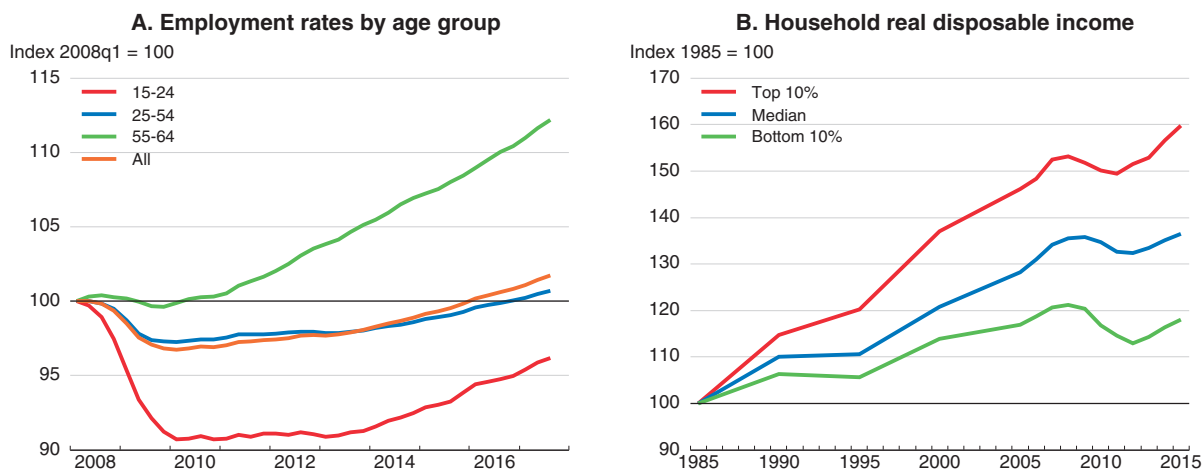 A. Employment rates by age group
Index 2008q1 = 100
115
110
105
100
95
90
15-24
25-54
55-64
All
2008 2010 2012 2014 2016
B. Household real disposable income
Index 1985 = 100
170
160
150
140
130
120
110
100
90
Top 10%
Median
Bottom 10%
1985 1990 1995 2000 2005 2010 2015